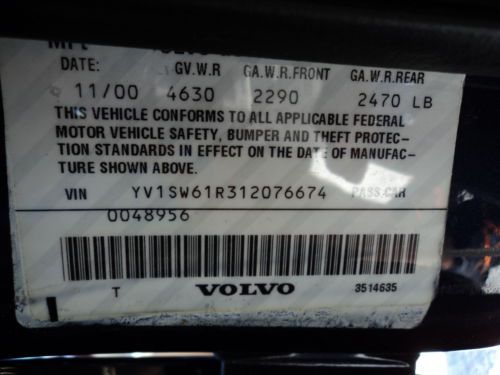 DATE: G.V.W.R GA.W.R.FRONT GA.W.R.REAR
11/00 4630 2290 2470 LB
THIS VEHICLE CONFORMS TO ALL APPLICABLE FEDERAL
MOTOR VEHICLE SAFETY, BUMPER AND THEFT PROTEC-
TION STANDARDS IN EFFECT ON THE DATE OF MANUFAC-
TURE SHOWN ABOVE.
VIN YV1SW61R312076674 PASS.CAR
0048956
T VOLVO 3514635